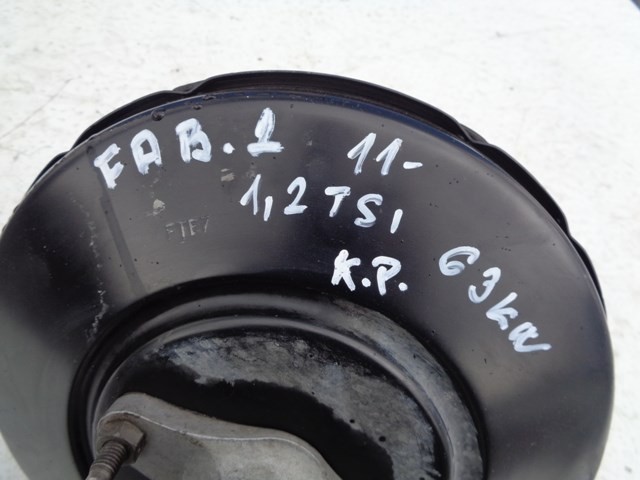 FAB. 2 11-
1,2 TSI
K.P. 63kW